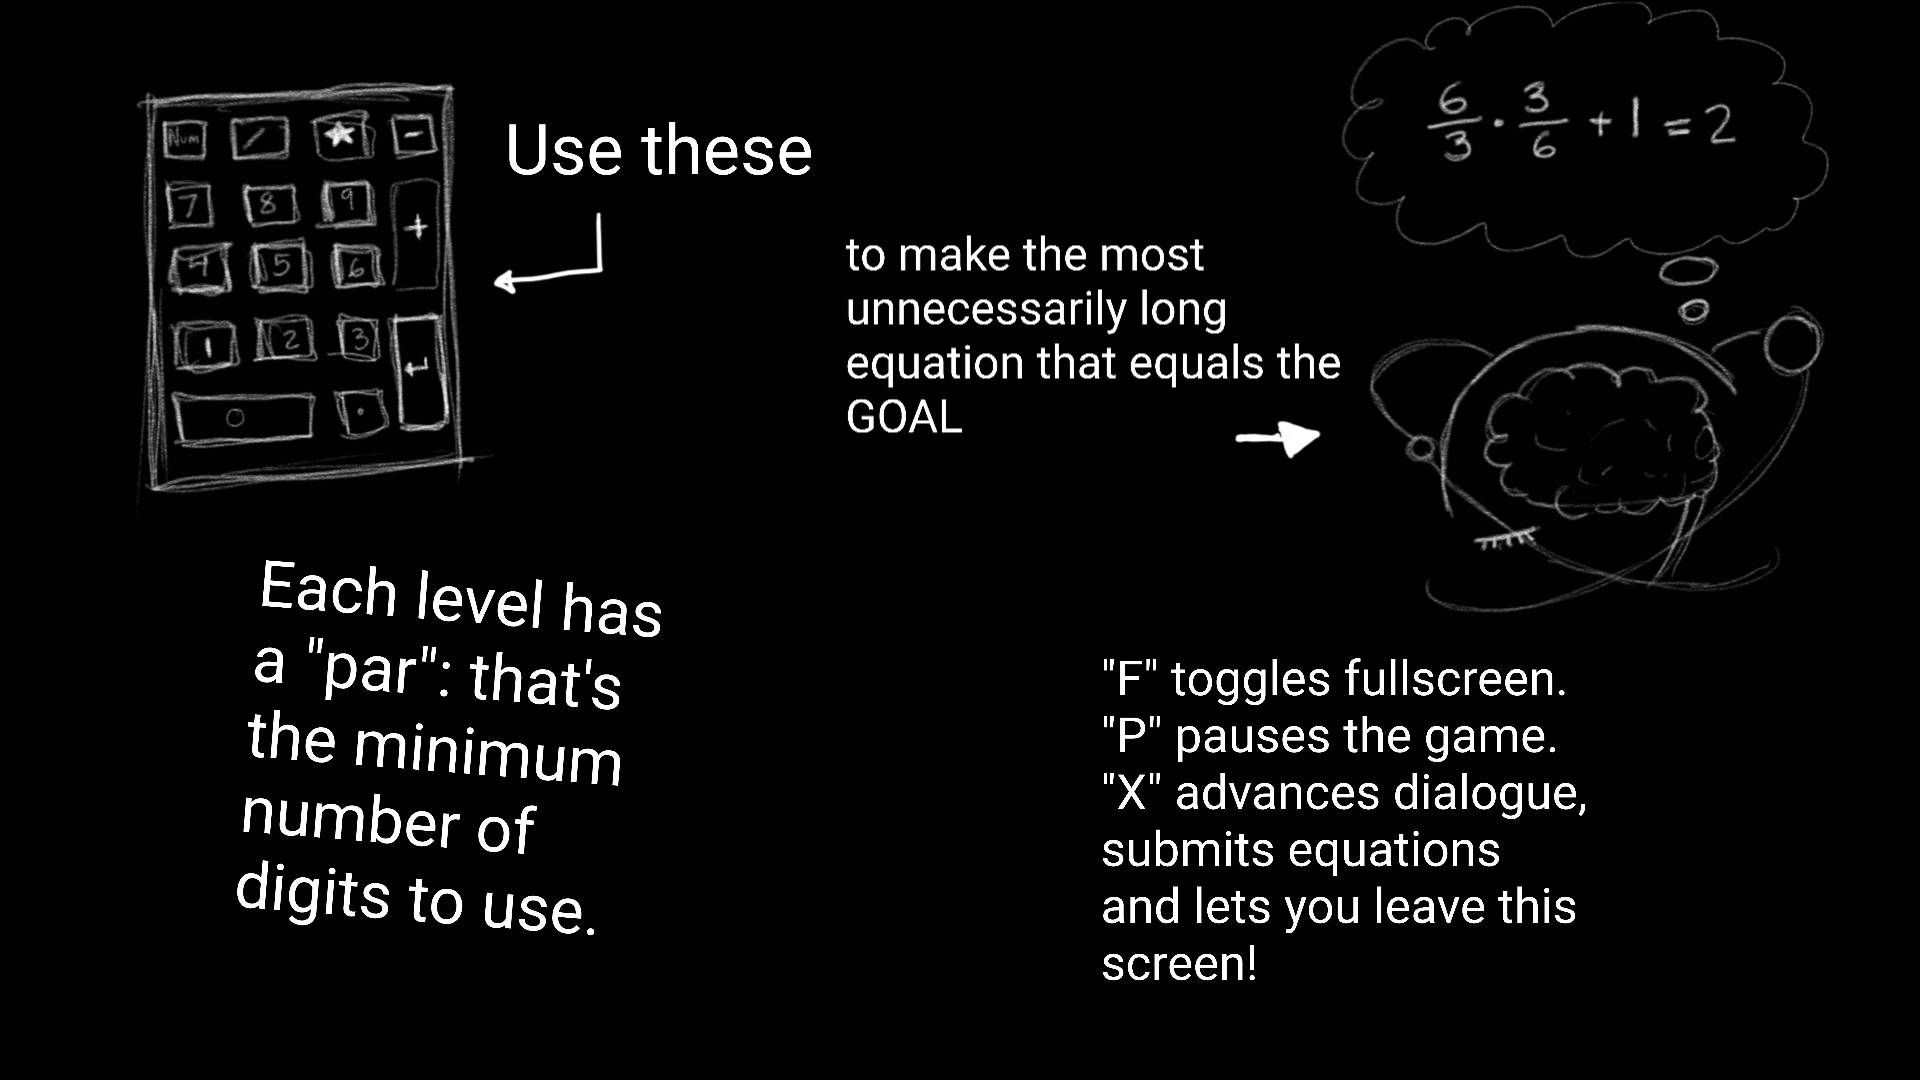 Num / ★ -
7 8 9 +
4 5 6
1 2 3
0 .
Use these
to make the most
unnecessarily long
equation that equals the
GOAL
6/3 · 3/6 + 1 = 2
Each level has
a "par": that's
the minimum
number of
digits to use.
"F" toggles fullscreen.
"P" pauses the game.
"X" advances dialogue,
submits equations
and lets you leave this
screen!